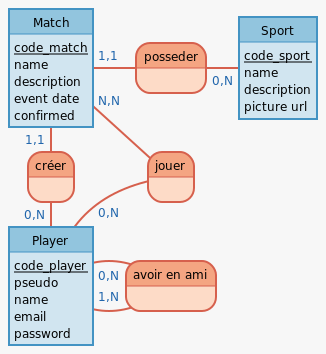 Match
code_match
name
description
event date
confirmed
1,1
posseder
0,N
Sport
code_sport
name
description
picture url
N,N
1,1
créer
jouer
0,N
0,N
Player
code_player
pseudo
name
email
password
0,N
avoir en ami
1,N